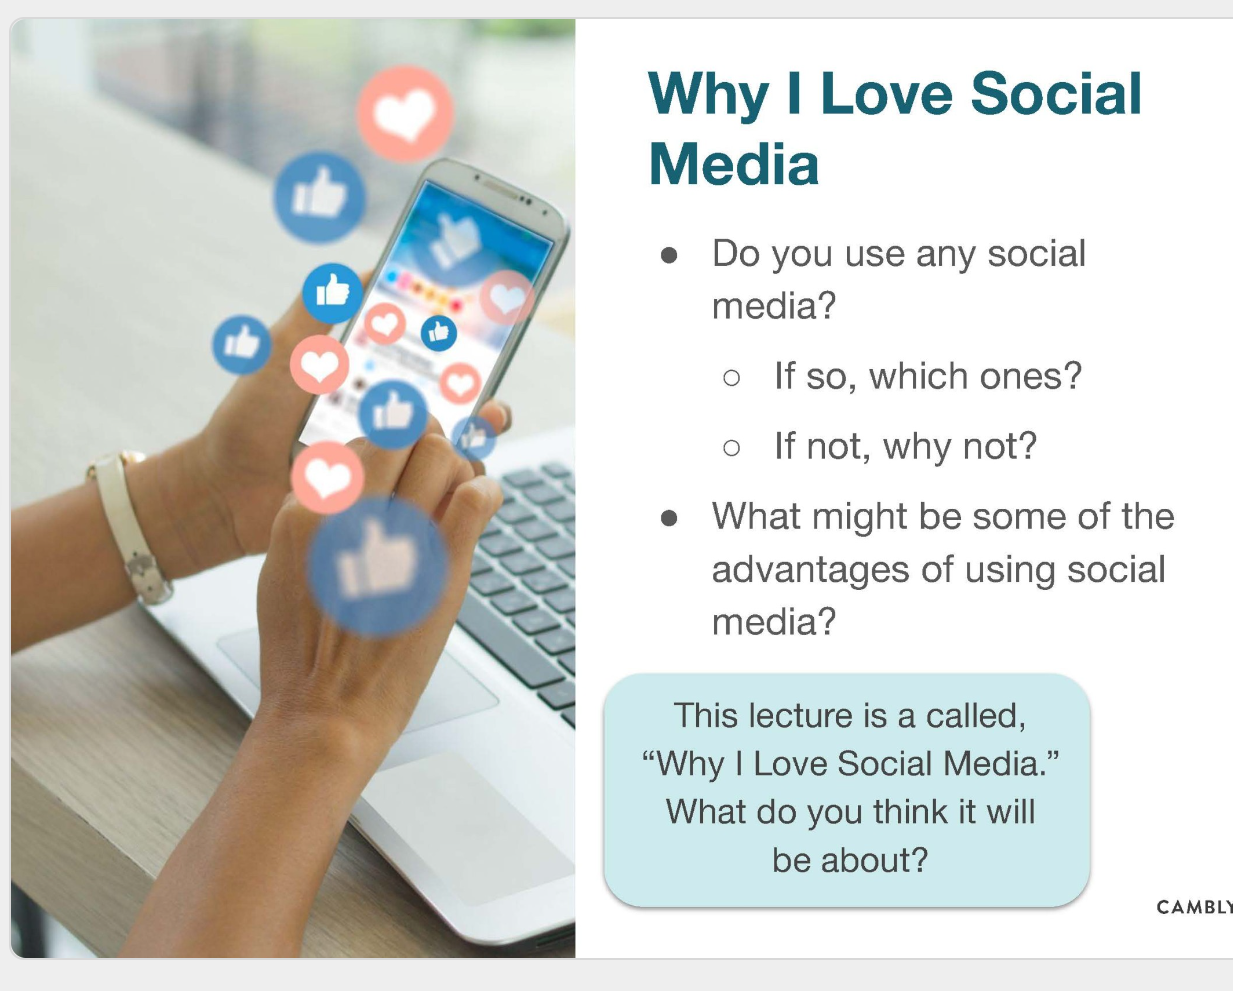 Why I Love Social
Media
● Do you use any social
media?
○ If so, which ones?
○ If not, why not?
● What might be some of the
advantages of using social
media?
This lecture is a called,
“Why I Love Social Media.”
What do you think it will
be about?
CAMBLY